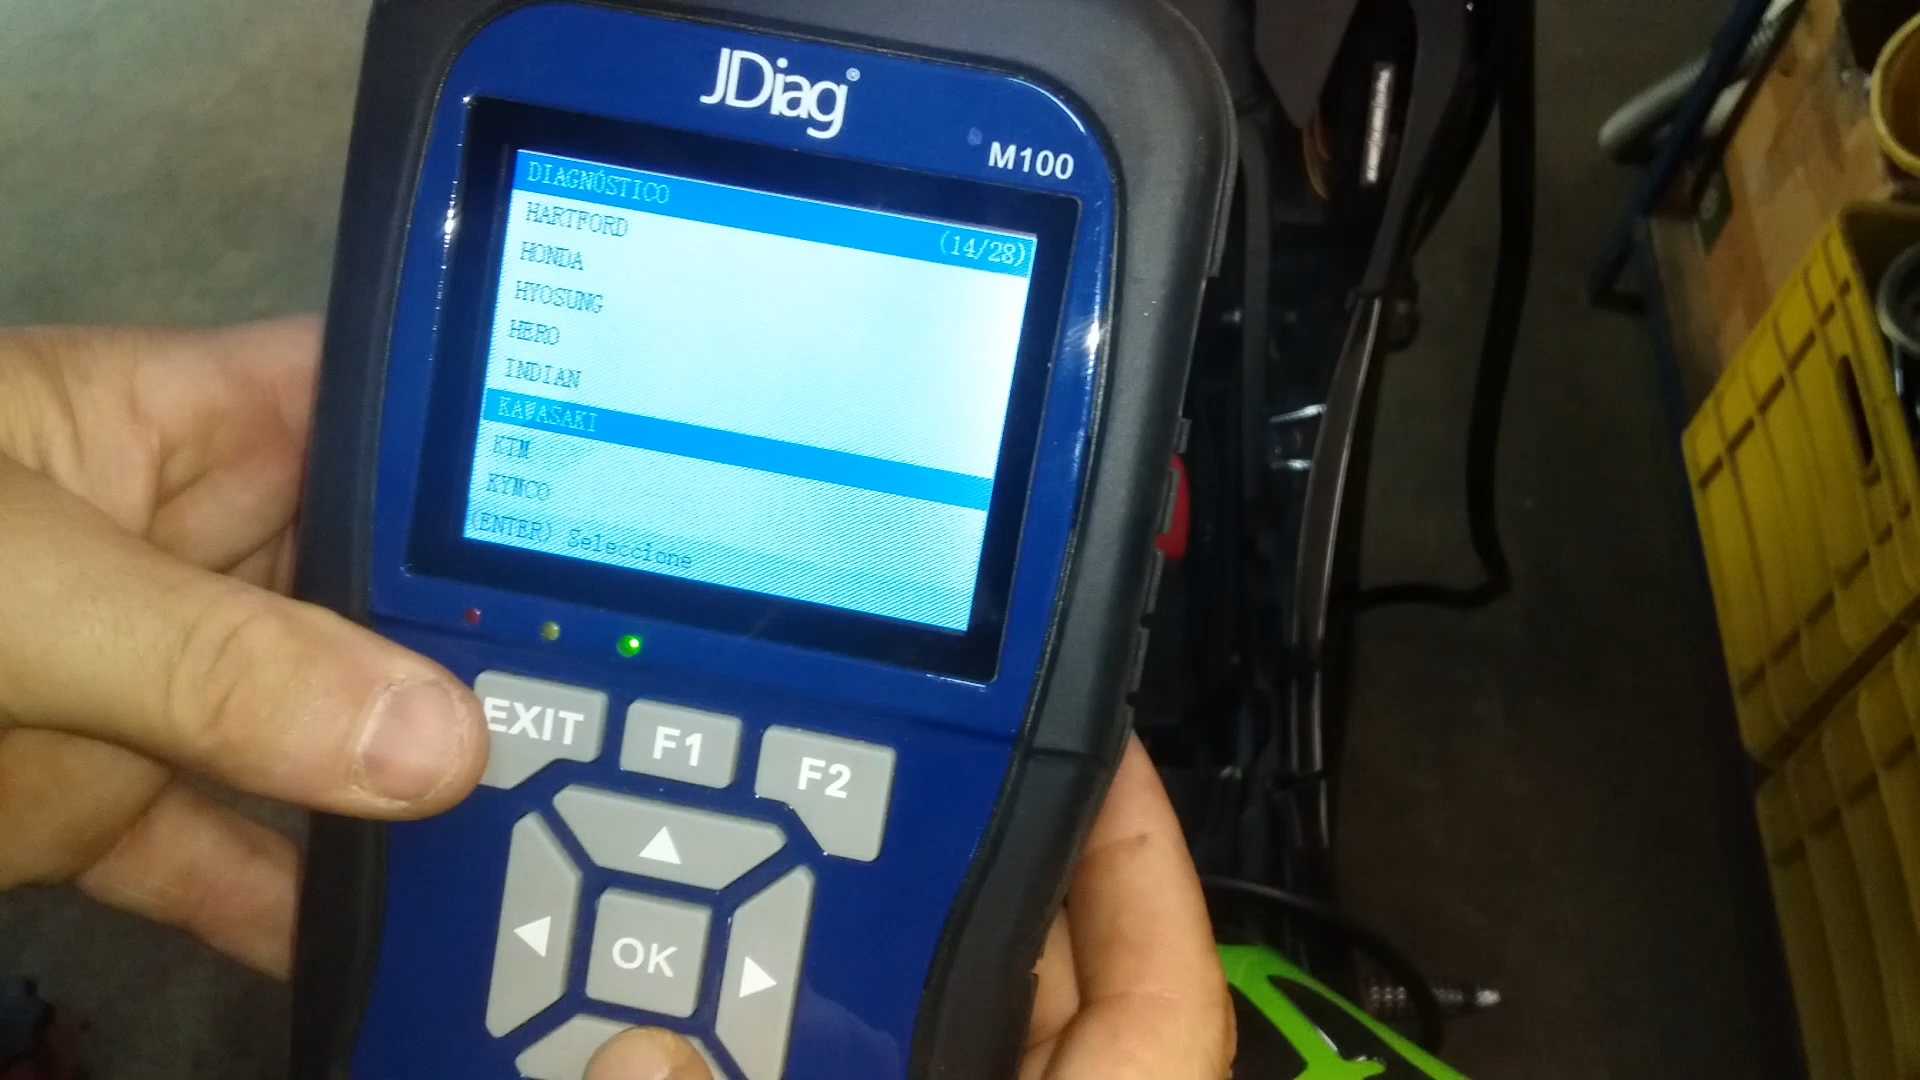 JDiag®
M100
DIAGNÓSTICO (14/28)
HARTFORD
HONDA
HYOSUNG
HERO
INDIAN
KAWASAKI
KTM
KYMCO
(ENTER) Seleccione
EXIT F1 F2
OK